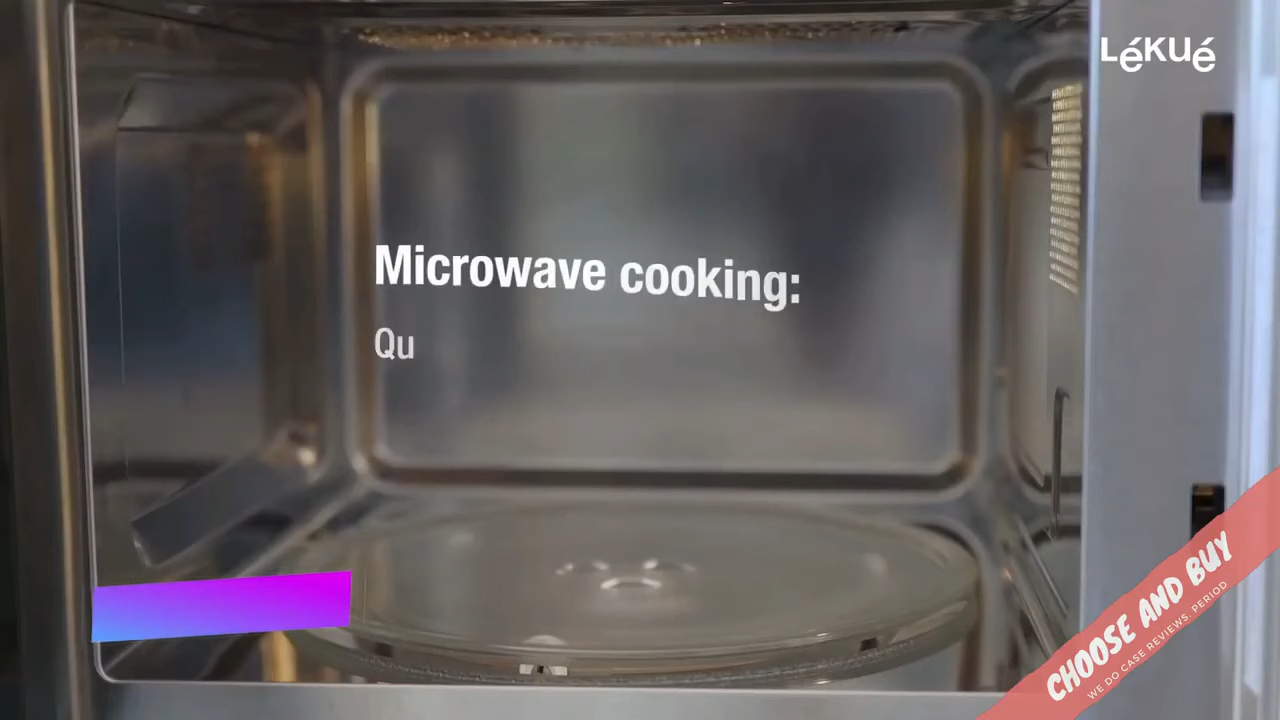 Lékué
Microwave cooking:
Qu
CHOOSE AND BUY
WE DO CASE REVIEWS. PERIOD